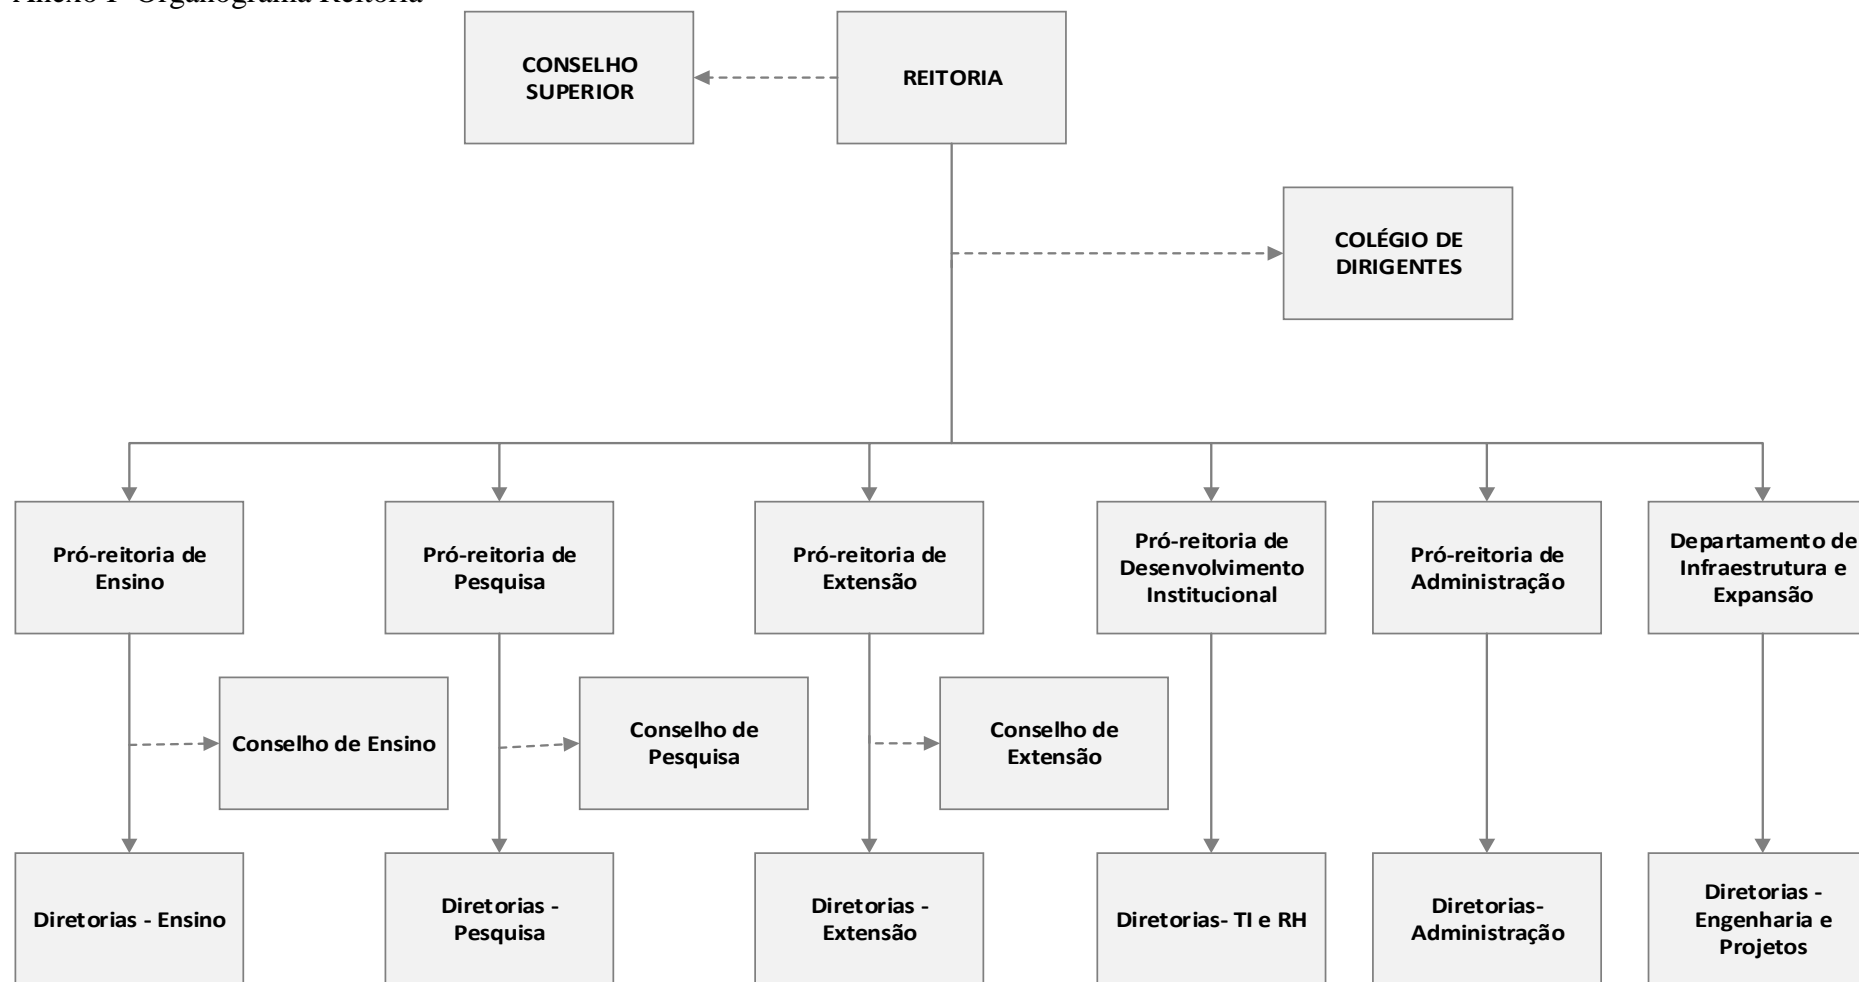 Anexo I- Organograma Reitoria
CONSELHO
SUPERIOR
REITORIA
COLÉGIO DE
DIRIGENTES
Pró-reitoria de
Ensino
Pró-reitoria de
Pesquisa
Pró-reitoria de
Extensão
Pró-reitoria de
Desenvolvimento
Institucional
Pró-reitoria de
Administração
Departamento de
Infraestrutura e
Expansão
Conselho de Ensino
Conselho de
Pesquisa
Conselho de
Extensão
Diretorias - Ensino
Diretorias -
Pesquisa
Diretorias -
Extensão
Diretorias- TI e RH
Diretorias-
Administração
Diretorias -
Engenharia e
Projetos